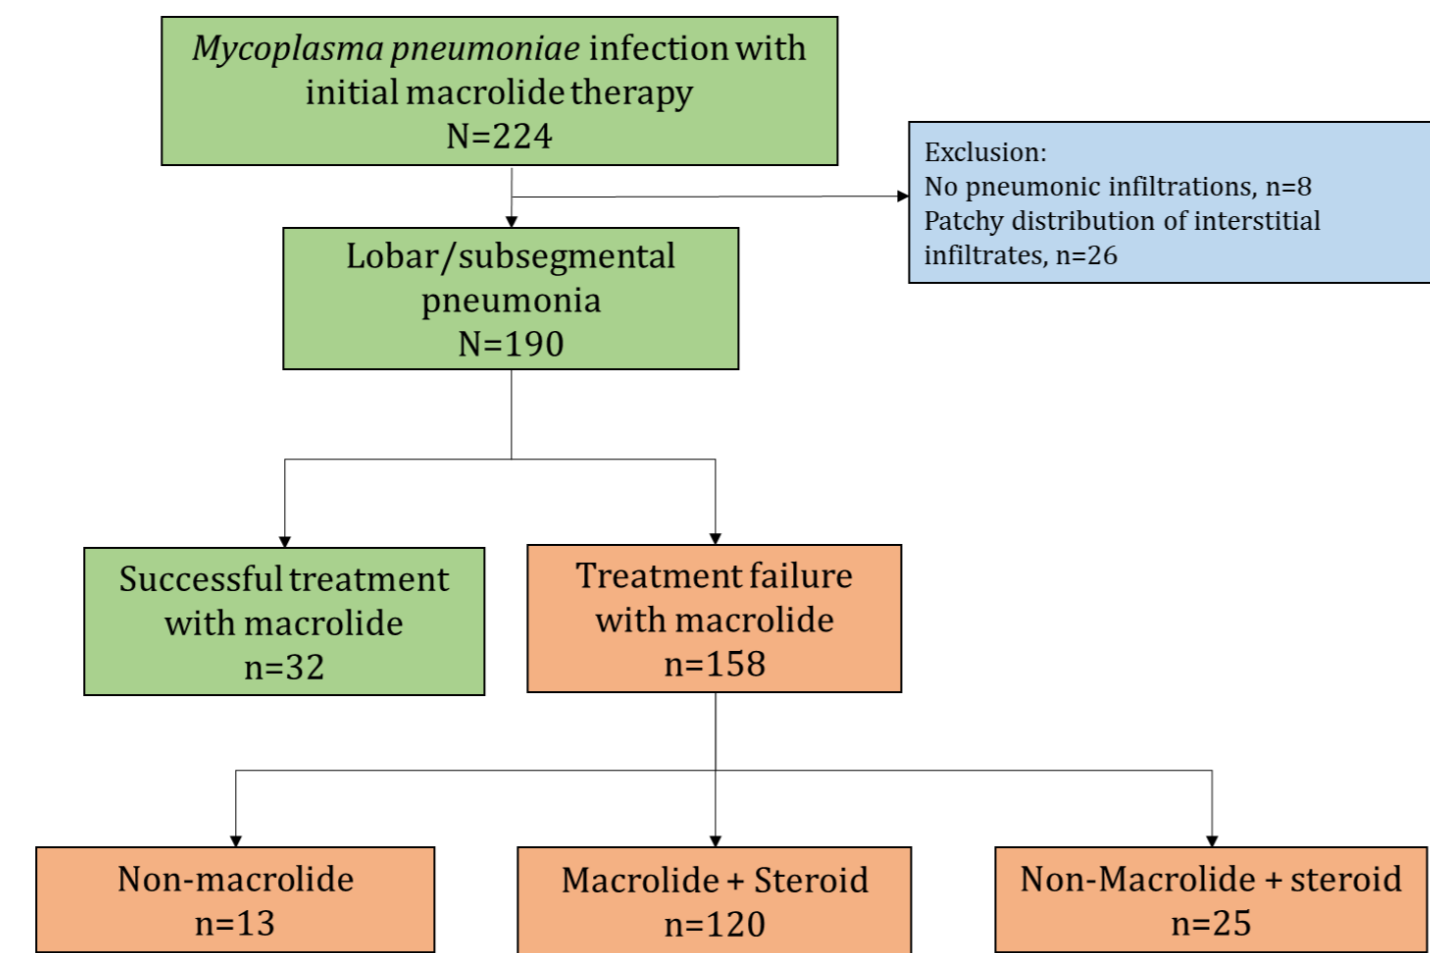 Mycoplasma pneumoniae infection with
initial macrolide therapy
N=224
Exclusion:
No pneumonic infiltrations, n=8
Patchy distribution of interstitial
infiltrates, n=26
Lobar/subsegmental
pneumonia
N=190
Successful treatment
with macrolide
n=32
Treatment failure
with macrolide
n=158
Non-macrolide
n=13
Macrolide + Steroid
n=120
Non-Macrolide + steroid
n=25